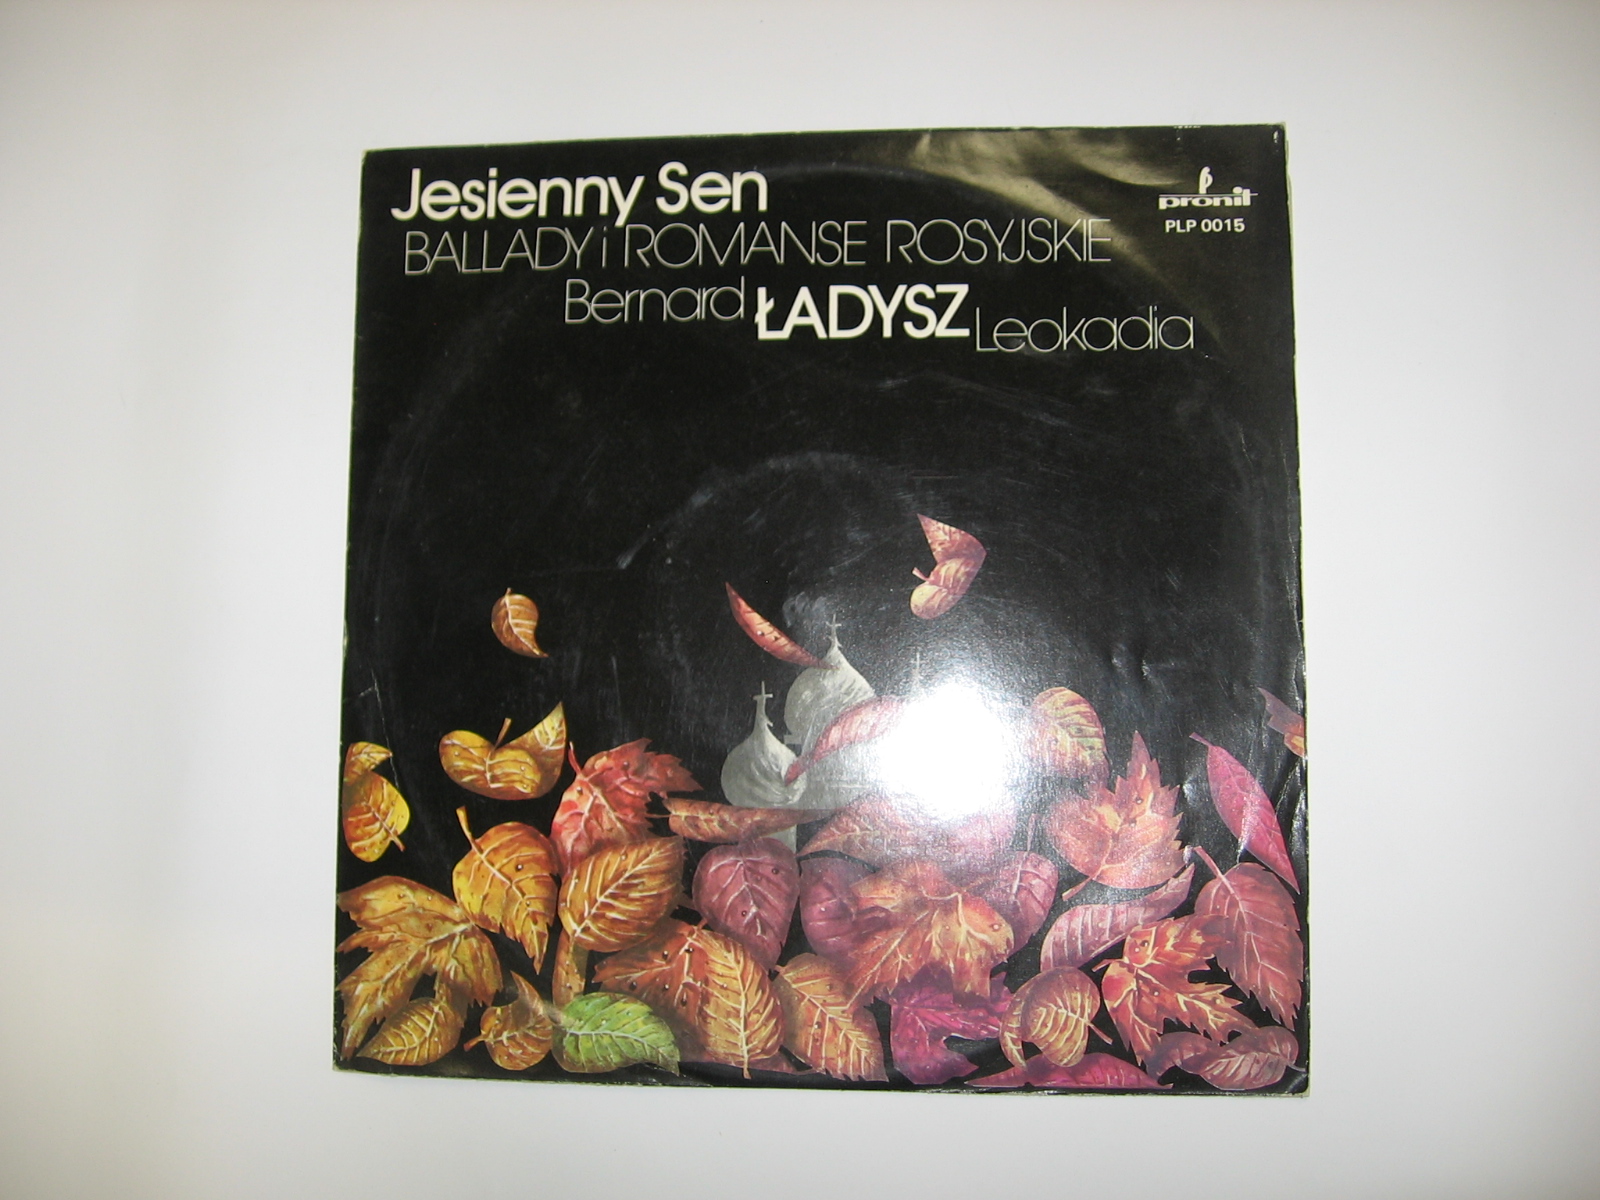 Jesienny Sen
BALLADY i ROMANSE ROSYJSKIE
Bernard ŁADYSZ Leokadia
pronit
PLP 0015